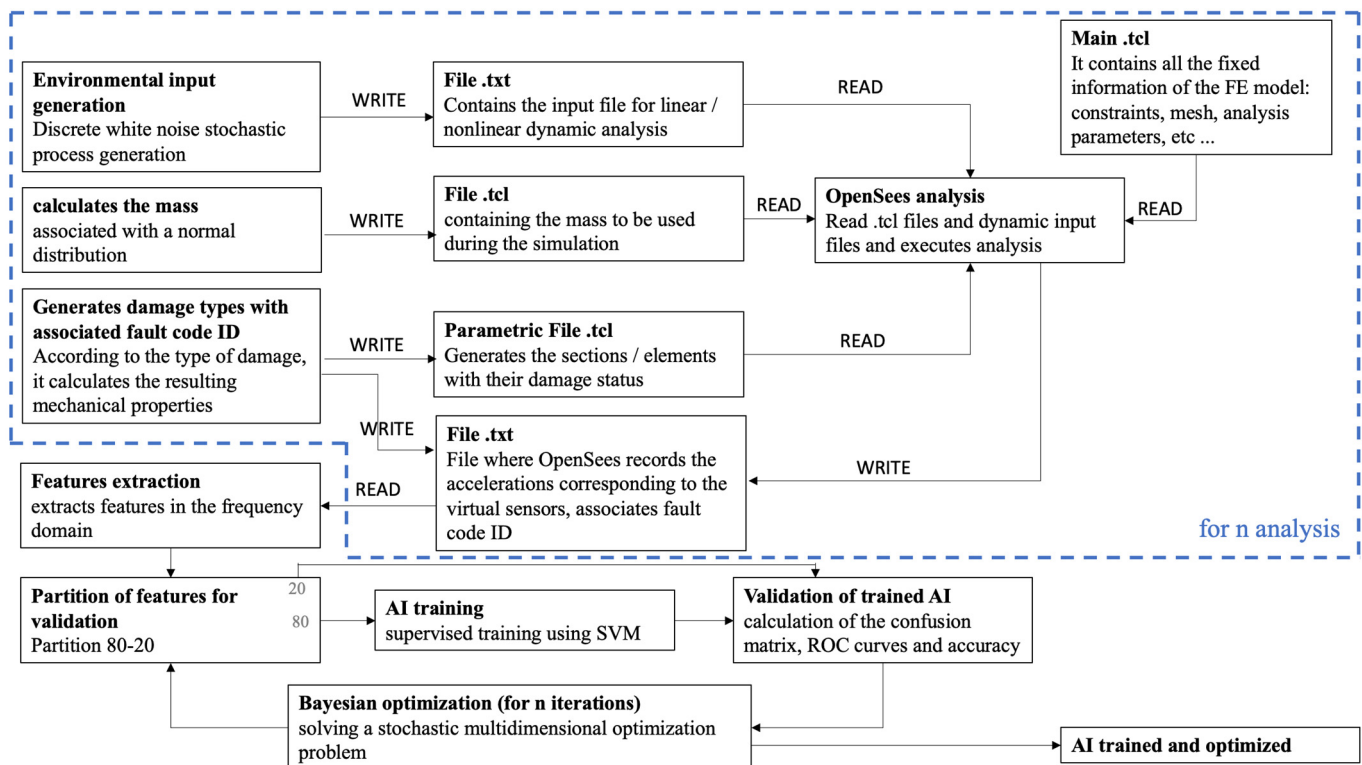 Environmental input
generation
Discrete white noise stochastic
process generation
WRITE
File .txt
Contains the input file for linear /
nonlinear dynamic analysis
READ
Main .tcl
It contains all the fixed
information of the FE model:
constraints, mesh, analysis
parameters, etc ...
calculates the mass
associated with a normal
distribution
WRITE
File .tcl
containing the mass to be used
during the simulation
READ
OpenSees analysis
Read .tcl files and dynamic input
files and executes analysis
READ
Generates damage types with
associated fault code ID
According to the type of damage,
it calculates the resulting
mechanical properties
WRITE
Parametric File .tcl
Generates the sections / elements
with their damage status
READ
WRITE
File .txt
File where OpenSees records the
accelerations corresponding to the
virtual sensors, associates fault
code ID
WRITE
READ
for n analysis
Features extraction
extracts features in the frequency
domain
Partition of features for
validation
Partition 80-20
20
80
AI training
supervised training using SVM
Validation of trained AI
calculation of the confusion
matrix, ROC curves and accuracy
Bayesian optimization (for n iterations)
solving a stochastic multidimensional optimization
problem
AI trained and optimized